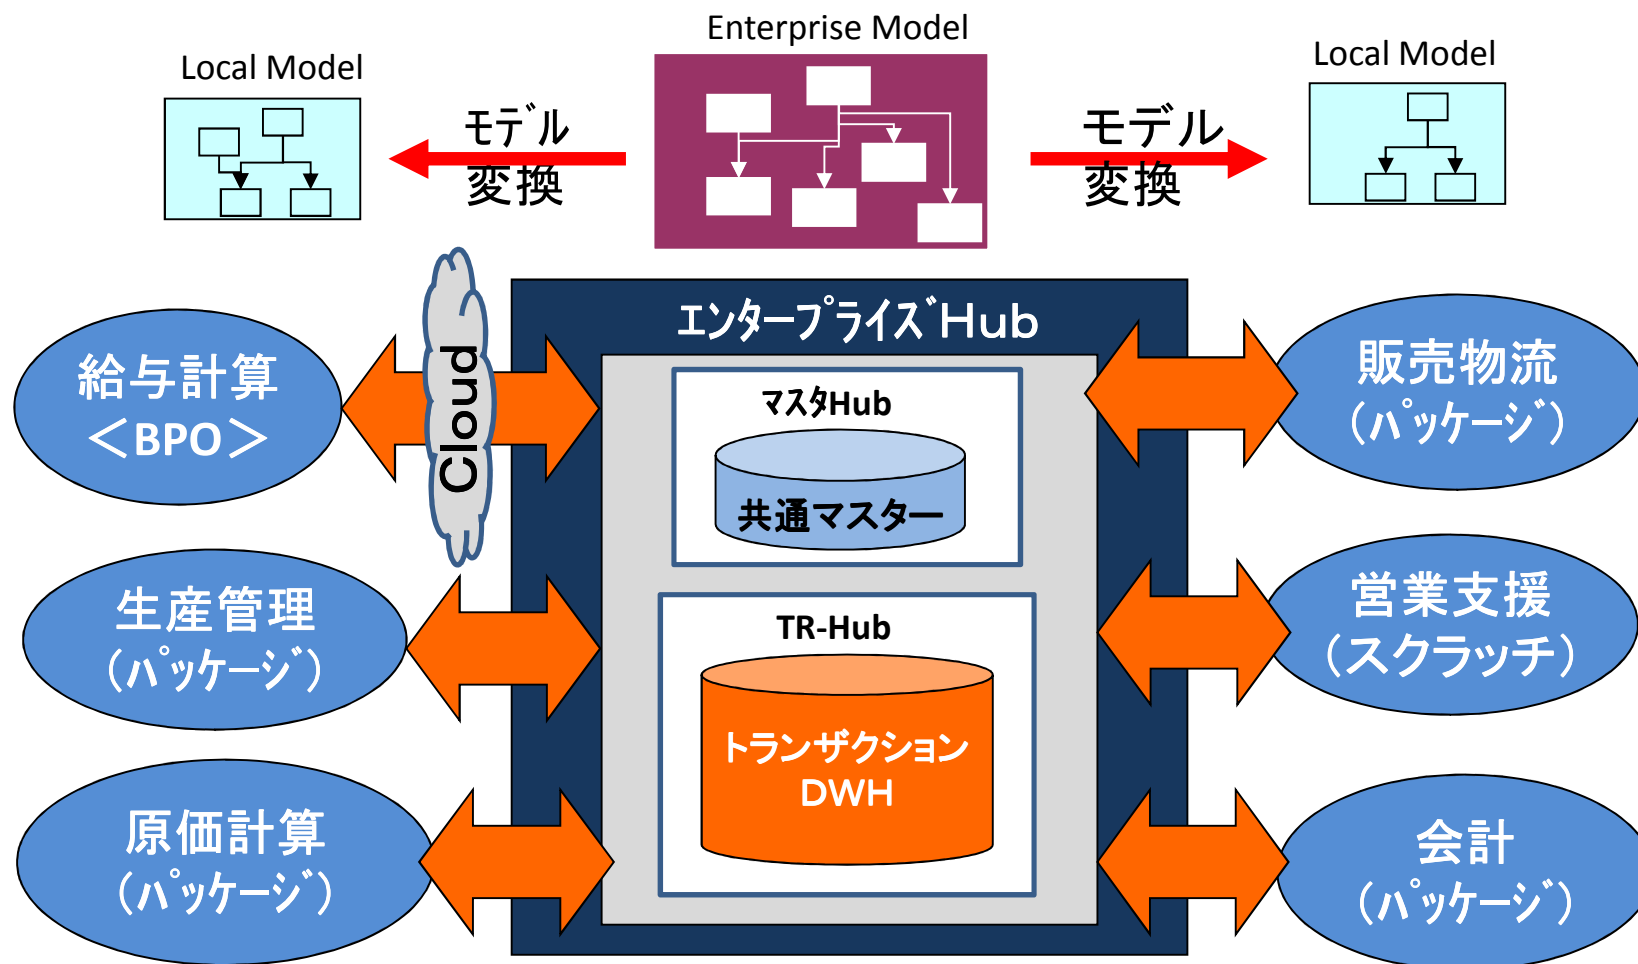 Enterprise Model
Local Model
Local Model
モデル
変換
モデル
変換
エンタープライズHub
給与計算
＜BPO＞
Cloud
マスタHub
共通マスター
販売物流
（パッケージ）
生産管理
（パッケージ）
TR-Hub
トランザクション
DWH
営業支援
（スクラッチ）
原価計算
（パッケージ）
会計
（パッケージ）